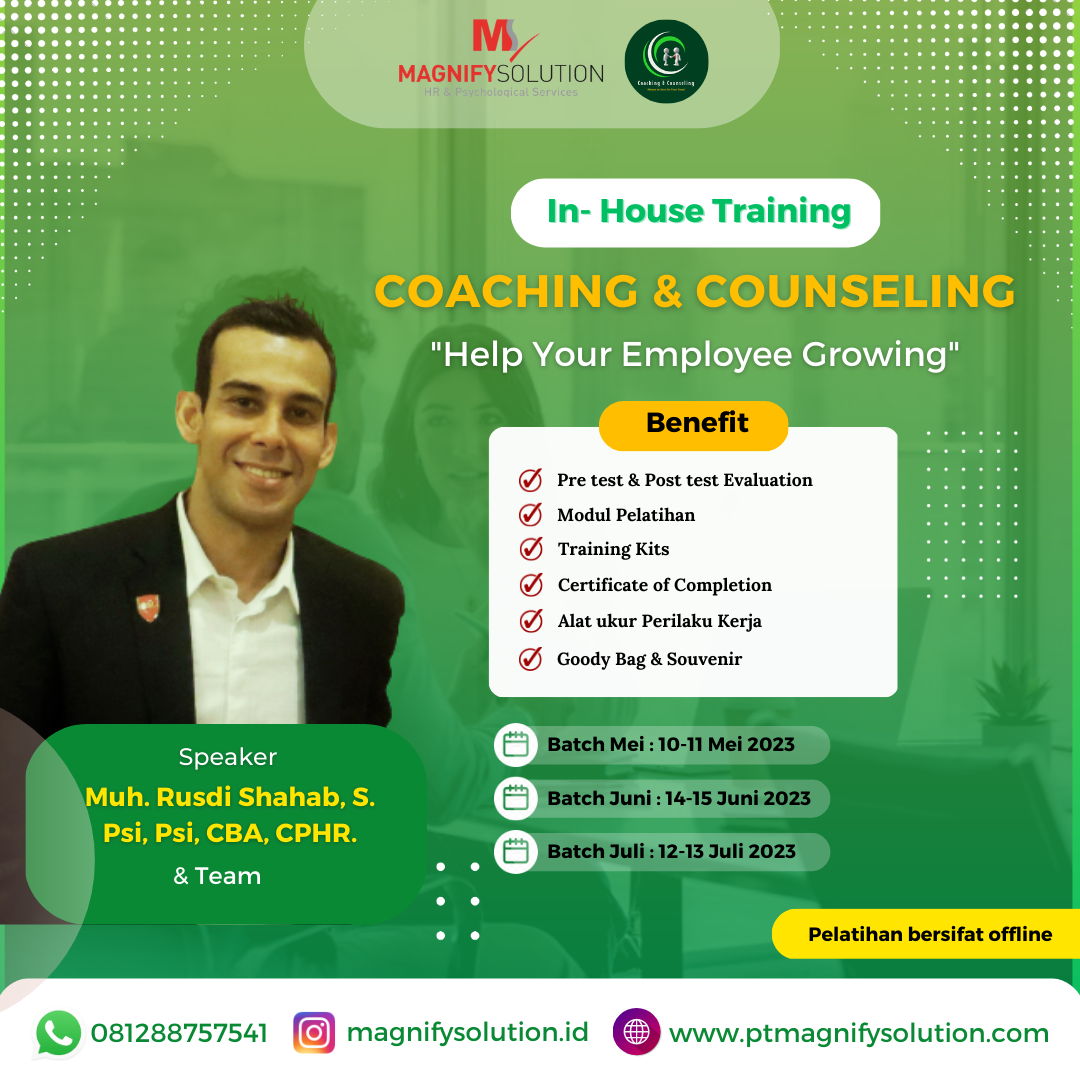 MAGNIFYSOLUTION
HR & Psychological Services
Coaching & Counseling
In- House Training
COACHING & COUNSELING
"Help Your Employee Growing"
Benefit
Pre test & Post test Evaluation
Modul Pelatihan
Training Kits
Certificate of Completion
Alat ukur Perilaku Kerja
Goody Bag & Souvenir
Speaker
Muh. Rusdi Shahab, S.
Psi, Psi, CBA, CPHR.
& Team
Batch Mei : 10-11 Mei 2023
Batch Juni : 14-15 Juni 2023
Batch Juli : 12-13 Juli 2023
Pelatihan bersifat offline
081288757541
magnifysolution.id
www.ptmagnifysolution.com